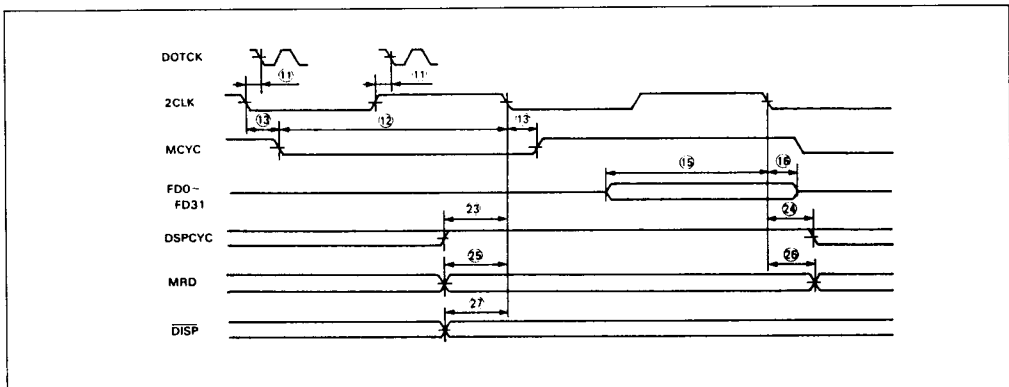 DOTCK
⑪ ⑪
2CLK
⑬ ⑫ 13
MCYC
⑮ ⑯
FD0~
FD31
23 ㉔
DSPCYC
㉕ ㉖
MRD
27
DISP